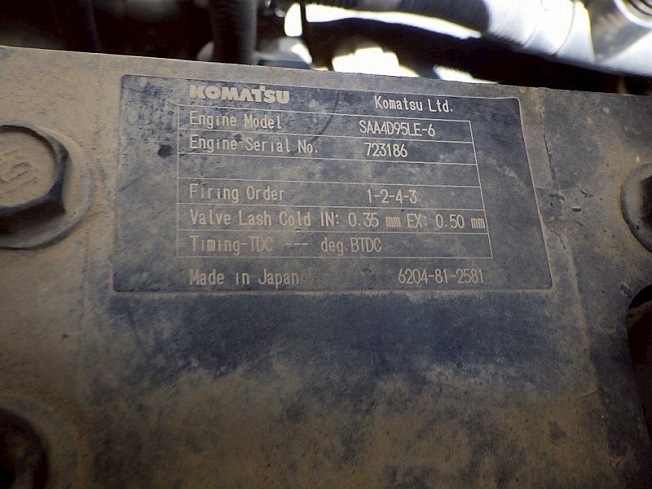 KOMATSU Komatsu Ltd.
Engine Model SAA4D95LE-6
Engine Serial No. 723186
Firing Order 1-2-4-3
Valve Lash Cold IN: 0.35 mm EX: 0.50 mm
Timing-TDC --- deg.BTDC
Made in Japan 6204-81-2581